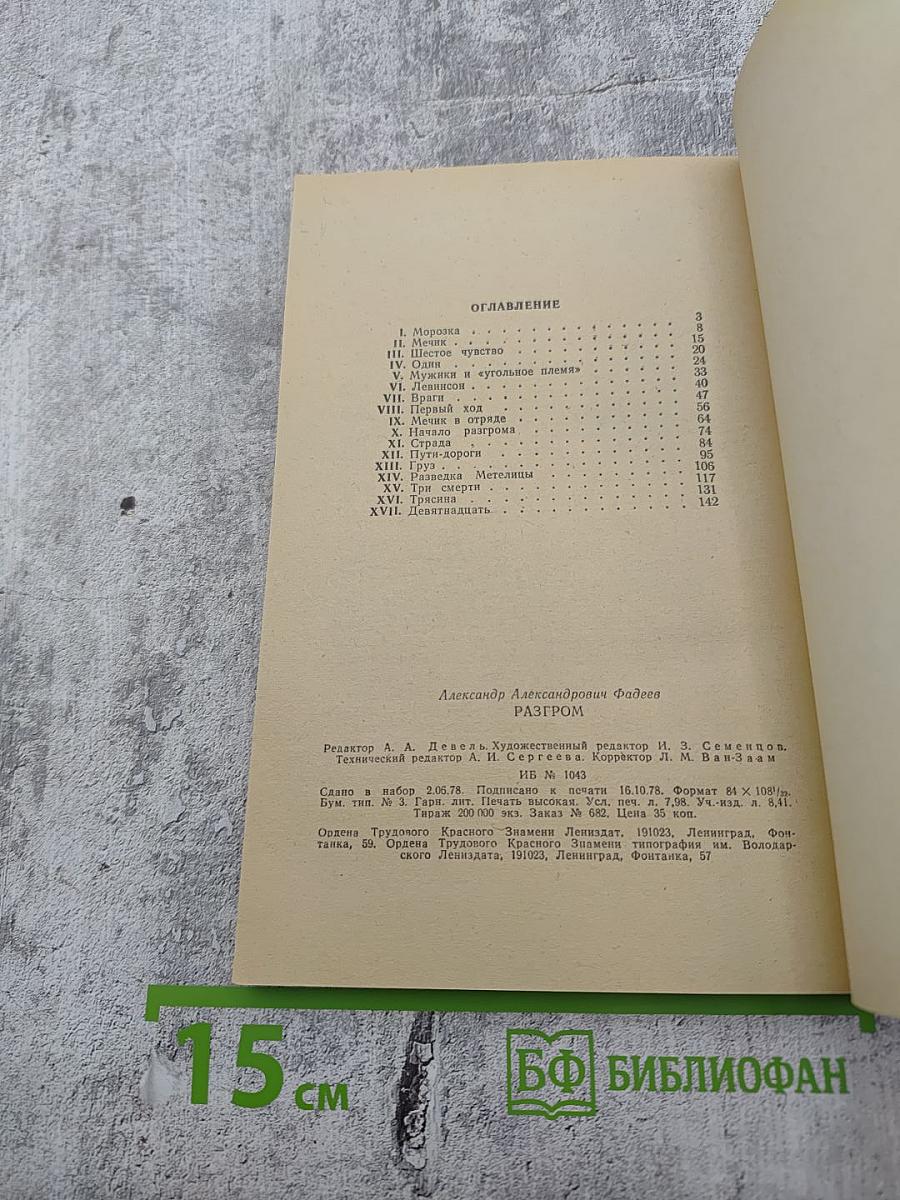 ОГЛАВЛЕНИЕ
I. Морозка 3
II. Мечик 8
III. Шестое чувство 15
IV. Один 20
V. Мужики и «угольное племя» 24
VI. Левинсон 33
VII. Враги 40
VIII. Первый ход 47
IX. Мечик в отряде 56
X. Начало разгрома 64
XI. Страда 74
XII. Пути-дороги 84
XIII. Груз 95
XIV. Разведка Метелицы 106
XV. Три смерти 117
XVI. Трясина 131
XVII. Девятнадцать 142
Александр Александрович Фадеев
РАЗГРОМ
Редактор А. А. Девель. Художественный редактор И. З. Семенцов.
Технический редактор А. И. Сергеева. Корректор Л. М. Ван-Заам
ИБ № 1043
Сдано в набор 2.06.78. Подписано к печати 16.10.78. Формат 84 × 108¹/₃₂.
Бум. тип. № 3. Гарн. лит. Печать высокая. Усл. печ. л. 7,98. Уч.-изд. л. 8,41.
Тираж 200 000 экз. Заказ № 682. Цена 35 коп.
Ордена Трудового Красного Знамени Лениздат, 191023, Ленинград, Фон-
танка, 59. Ордена Трудового Красного Знамени типография им. Володар-
ского Лениздата, 191023, Ленинград, Фонтанка, 57
15 см
БФ БИБЛИОФАН